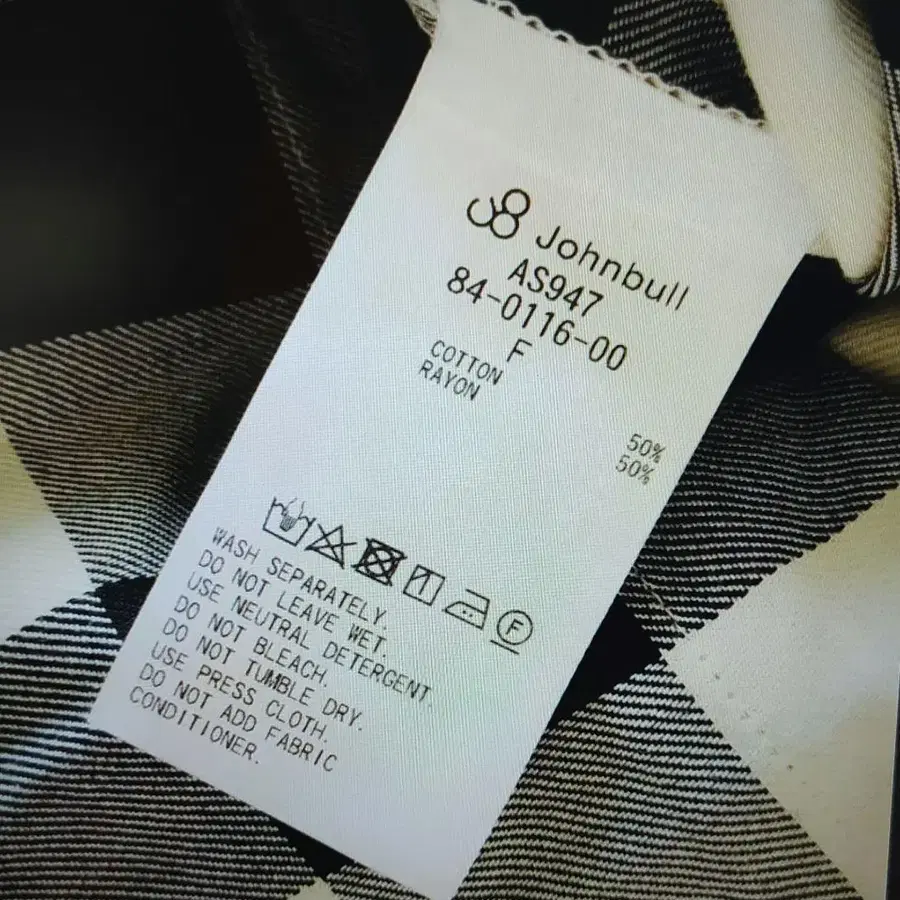 Johnbull
AS947
84-0116-00
F
COTTON 50%
RAYON 50%
F
WASH SEPARATELY.
DO NOT LEAVE WET.
USE NEUTRAL DETERGENT.
DO NOT BLEACH.
DO NOT TUMBLE DRY.
USE PRESS CLOTH.
DO NOT ADD FABRIC
CONDITIONER.